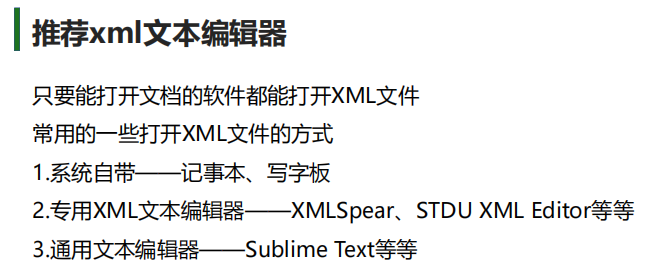 推荐xml文本编辑器
只要能打开文档的软件都能打开XML文件
常用的一些打开XML文件的方式
1.系统自带——记事本、写字板
2.专用XML文本编辑器——XMLSpear、STDU XML Editor等等
3.通用文本编辑器——Sublime Text等等